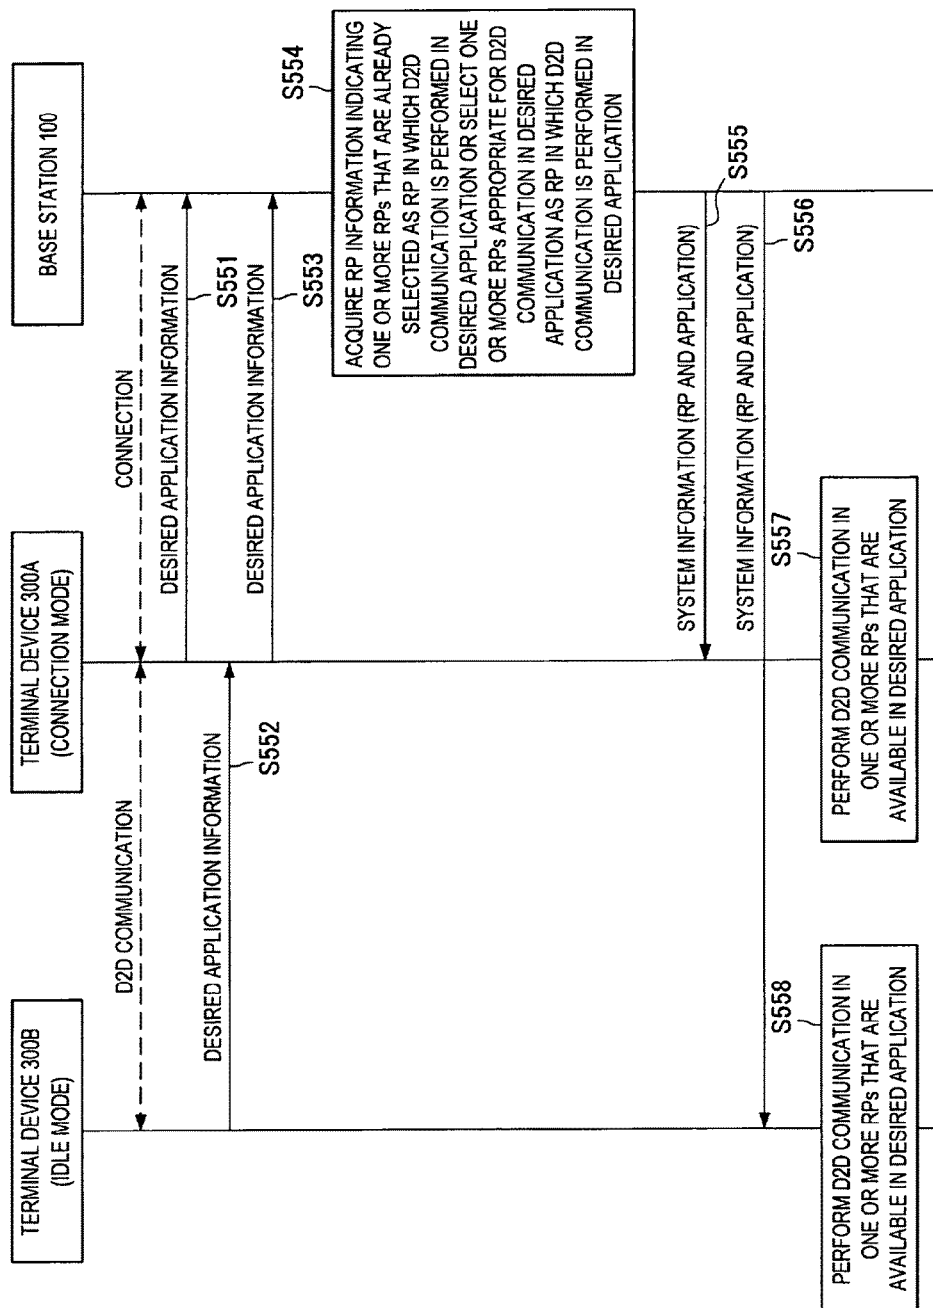 TERMINAL DEVICE 300B
(IDLE MODE)
TERMINAL DEVICE 300A
(CONNECTION MODE)
BASE STATION 100
D2D COMMUNICATION
CONNECTION
DESIRED APPLICATION INFORMATION
S551
DESIRED APPLICATION INFORMATION
S552
DESIRED APPLICATION INFORMATION
S553
S554
ACQUIRE RP INFORMATION INDICATING
ONE OR MORE RPs THAT ARE ALREADY
SELECTED AS RP IN WHICH D2D
COMMUNICATION IS PERFORMED IN
DESIRED APPLICATION OR SELECT ONE
OR MORE RPs APPROPRIATE FOR D2D
COMMUNICATION IN DESIRED
APPLICATION AS RP IN WHICH D2D
COMMUNICATION IS PERFORMED IN
DESIRED APPLICATION
SYSTEM INFORMATION (RP AND APPLICATION)
S555
SYSTEM INFORMATION (RP AND APPLICATION)
S556
S557
PERFORM D2D COMMUNICATION IN
ONE OR MORE RPs THAT ARE
AVAILABLE IN DESIRED APPLICATION
S558
PERFORM D2D COMMUNICATION IN
ONE OR MORE RPs THAT ARE
AVAILABLE IN DESIRED APPLICATION